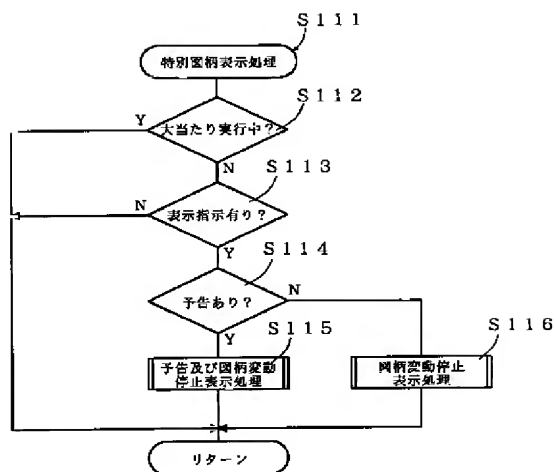 S111
特別図柄表示処理
S112
Y
大当たり実行中?
N
S113
N
表示指示有り?
Y
S114
N
予告あり?
Y
S115
S116
予告及び図柄変動
停止表示処理
図柄変動停止
表示処理
リターン